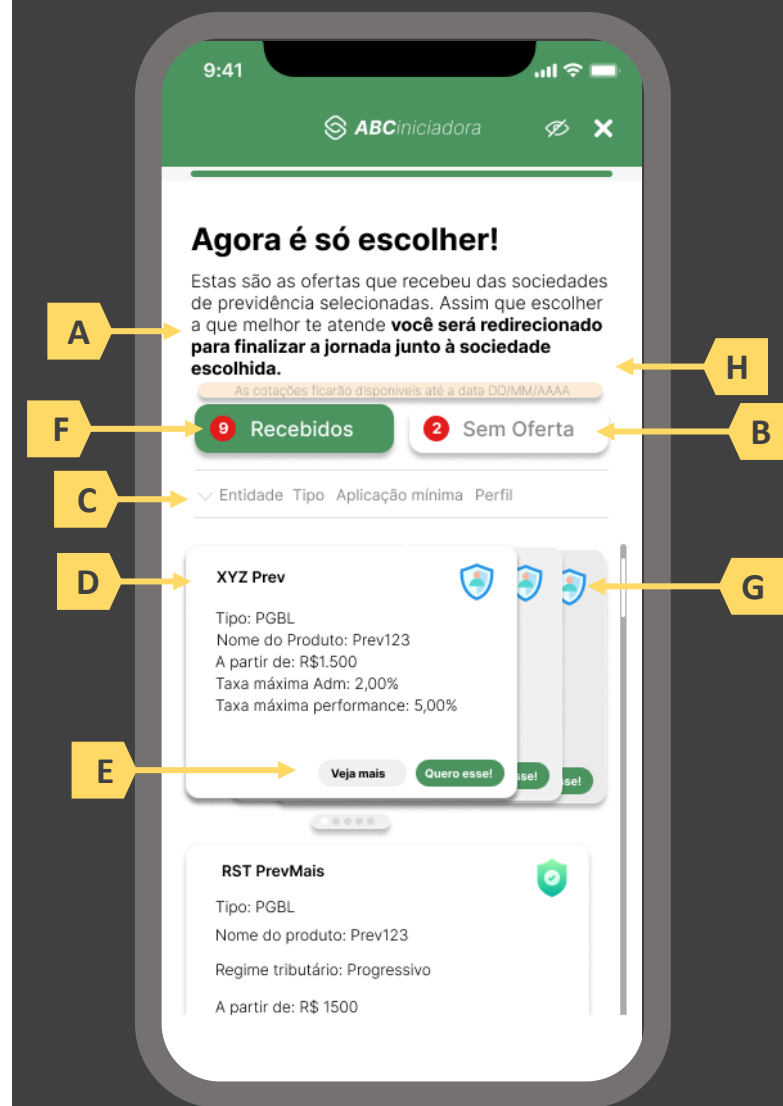 9:41
ABCiniciadora
Agora é só escolher!
Estas são as ofertas que recebeu das sociedades
de previdência selecionadas. Assim que escolher
a que melhor te atende você será redirecionado
para finalizar a jornada junto à sociedade
escolhida.
As cotações ficarão disponíveis até a data DD/MM/AAAA
A
H
F
9 Recebidos
2 Sem Oferta
B
C
Entidade Tipo Aplicação mínima Perfil
D
XYZ Prev
G
Tipo: PGBL
Nome do Produto: Prev123
A partir de: R$1.500
Taxa máxima Adm: 2,00%
Taxa máxima performance: 5,00%
E
Veja mais
Quero esse!
sse!
sse!
RST PrevMais
Tipo: PGBL
Nome do produto: Prev123
Regime tributário: Progressivo
A partir de: R$ 1500